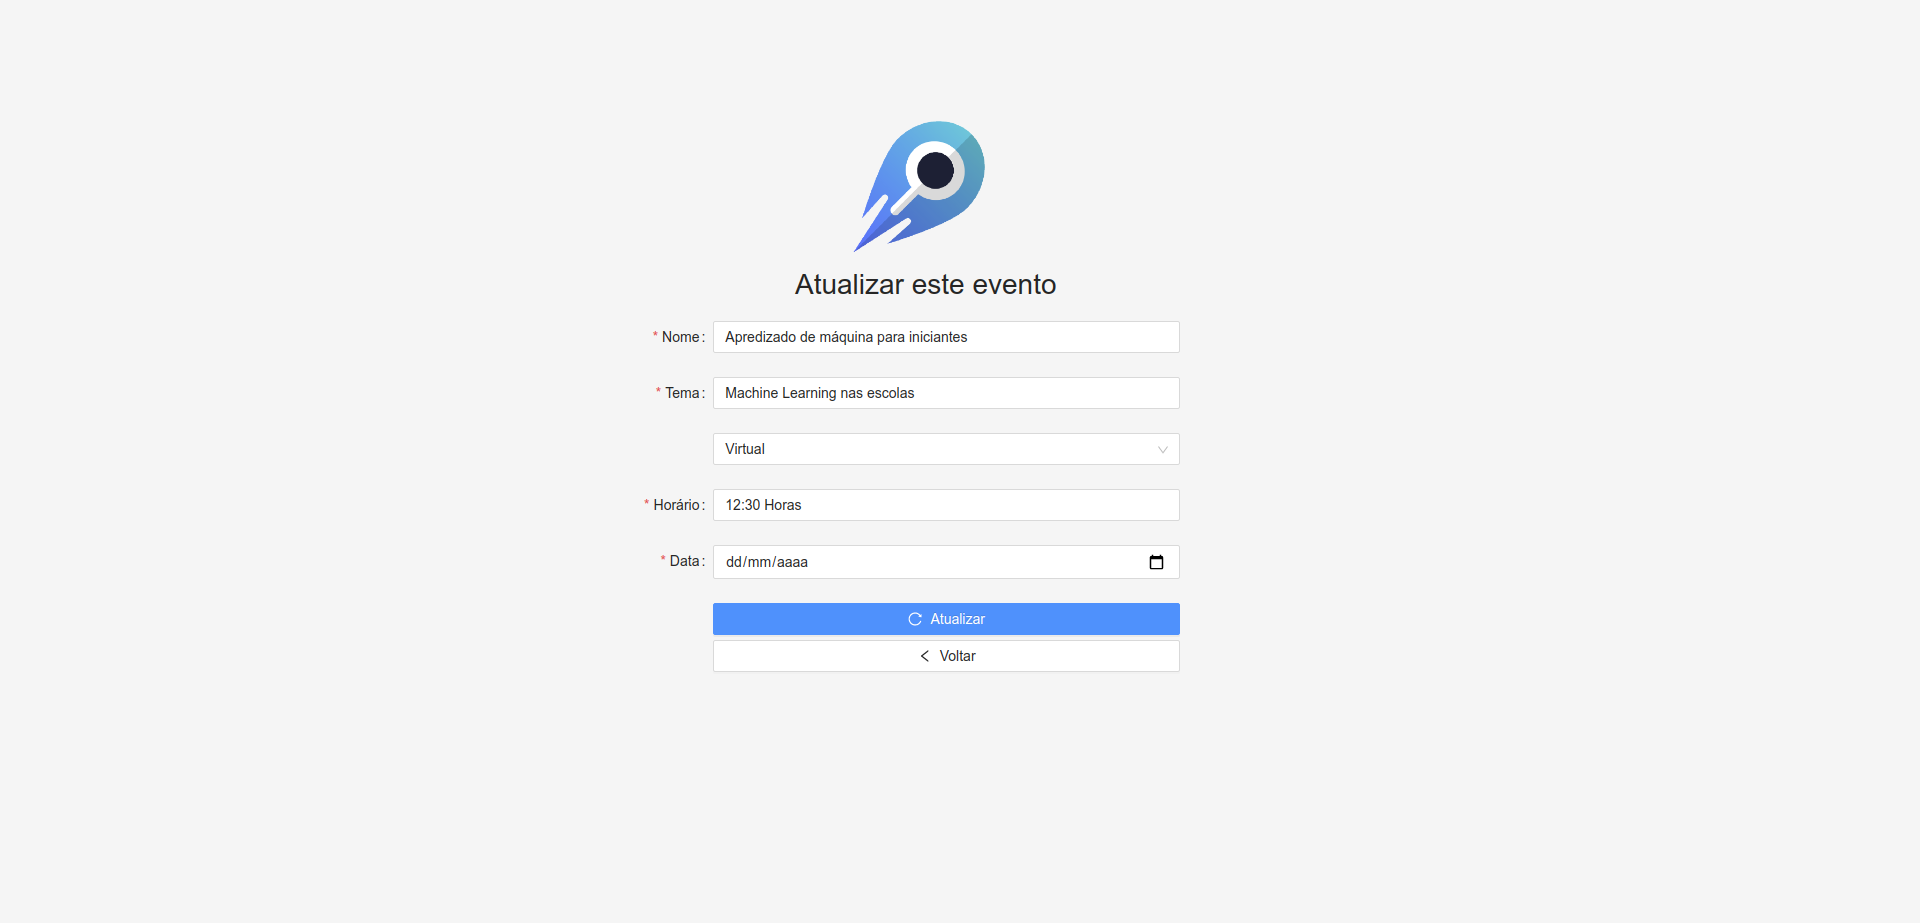 Atualizar este evento
* Nome: Apredizado de máquina para iniciantes
* Tema: Machine Learning nas escolas
Virtual
* Horário: 12:30 Horas
* Data: dd/mm/aaaa
Atualizar
Voltar